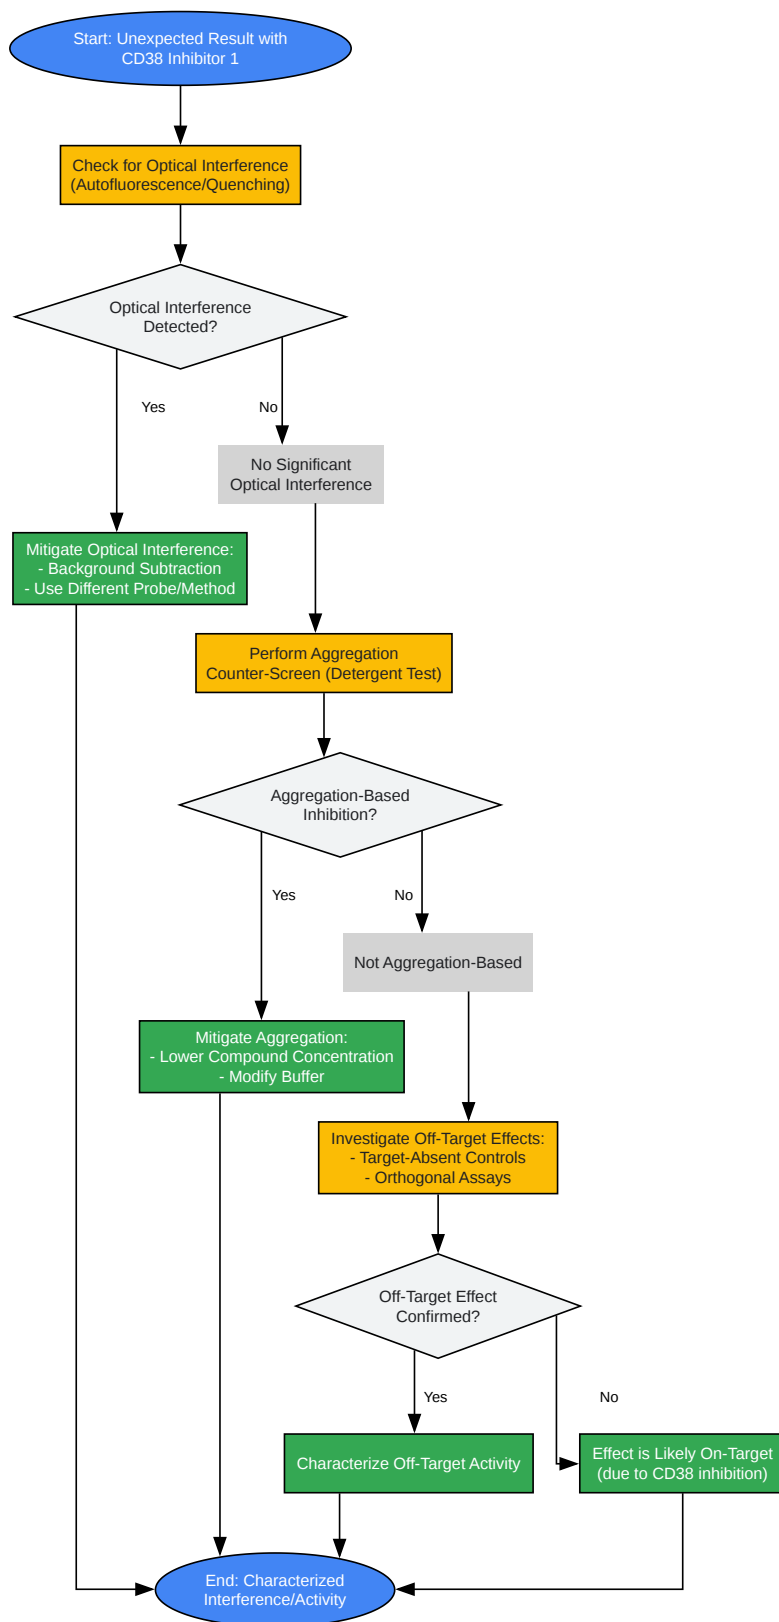 Start: Unexpected Result with
CD38 Inhibitor 1
Check for Optical Interference
(Autofluorescence/Quenching)
Optical Interference
Detected?
Yes
No
No Significant
Optical Interference
Mitigate Optical Interference:
- Background Subtraction
- Use Different Probe/Method
Perform Aggregation
Counter-Screen (Detergent Test)
Aggregation-Based
Inhibition?
Yes
No
Not Aggregation-Based
Mitigate Aggregation:
- Lower Compound Concentration
- Modify Buffer
Investigate Off-Target Effects:
- Target-Absent Controls
- Orthogonal Assays
Off-Target Effect
Confirmed?
Yes
No
Characterize Off-Target Activity
Effect is Likely On-Target
(due to CD38 inhibition)
End: Characterized
Interference/Activity